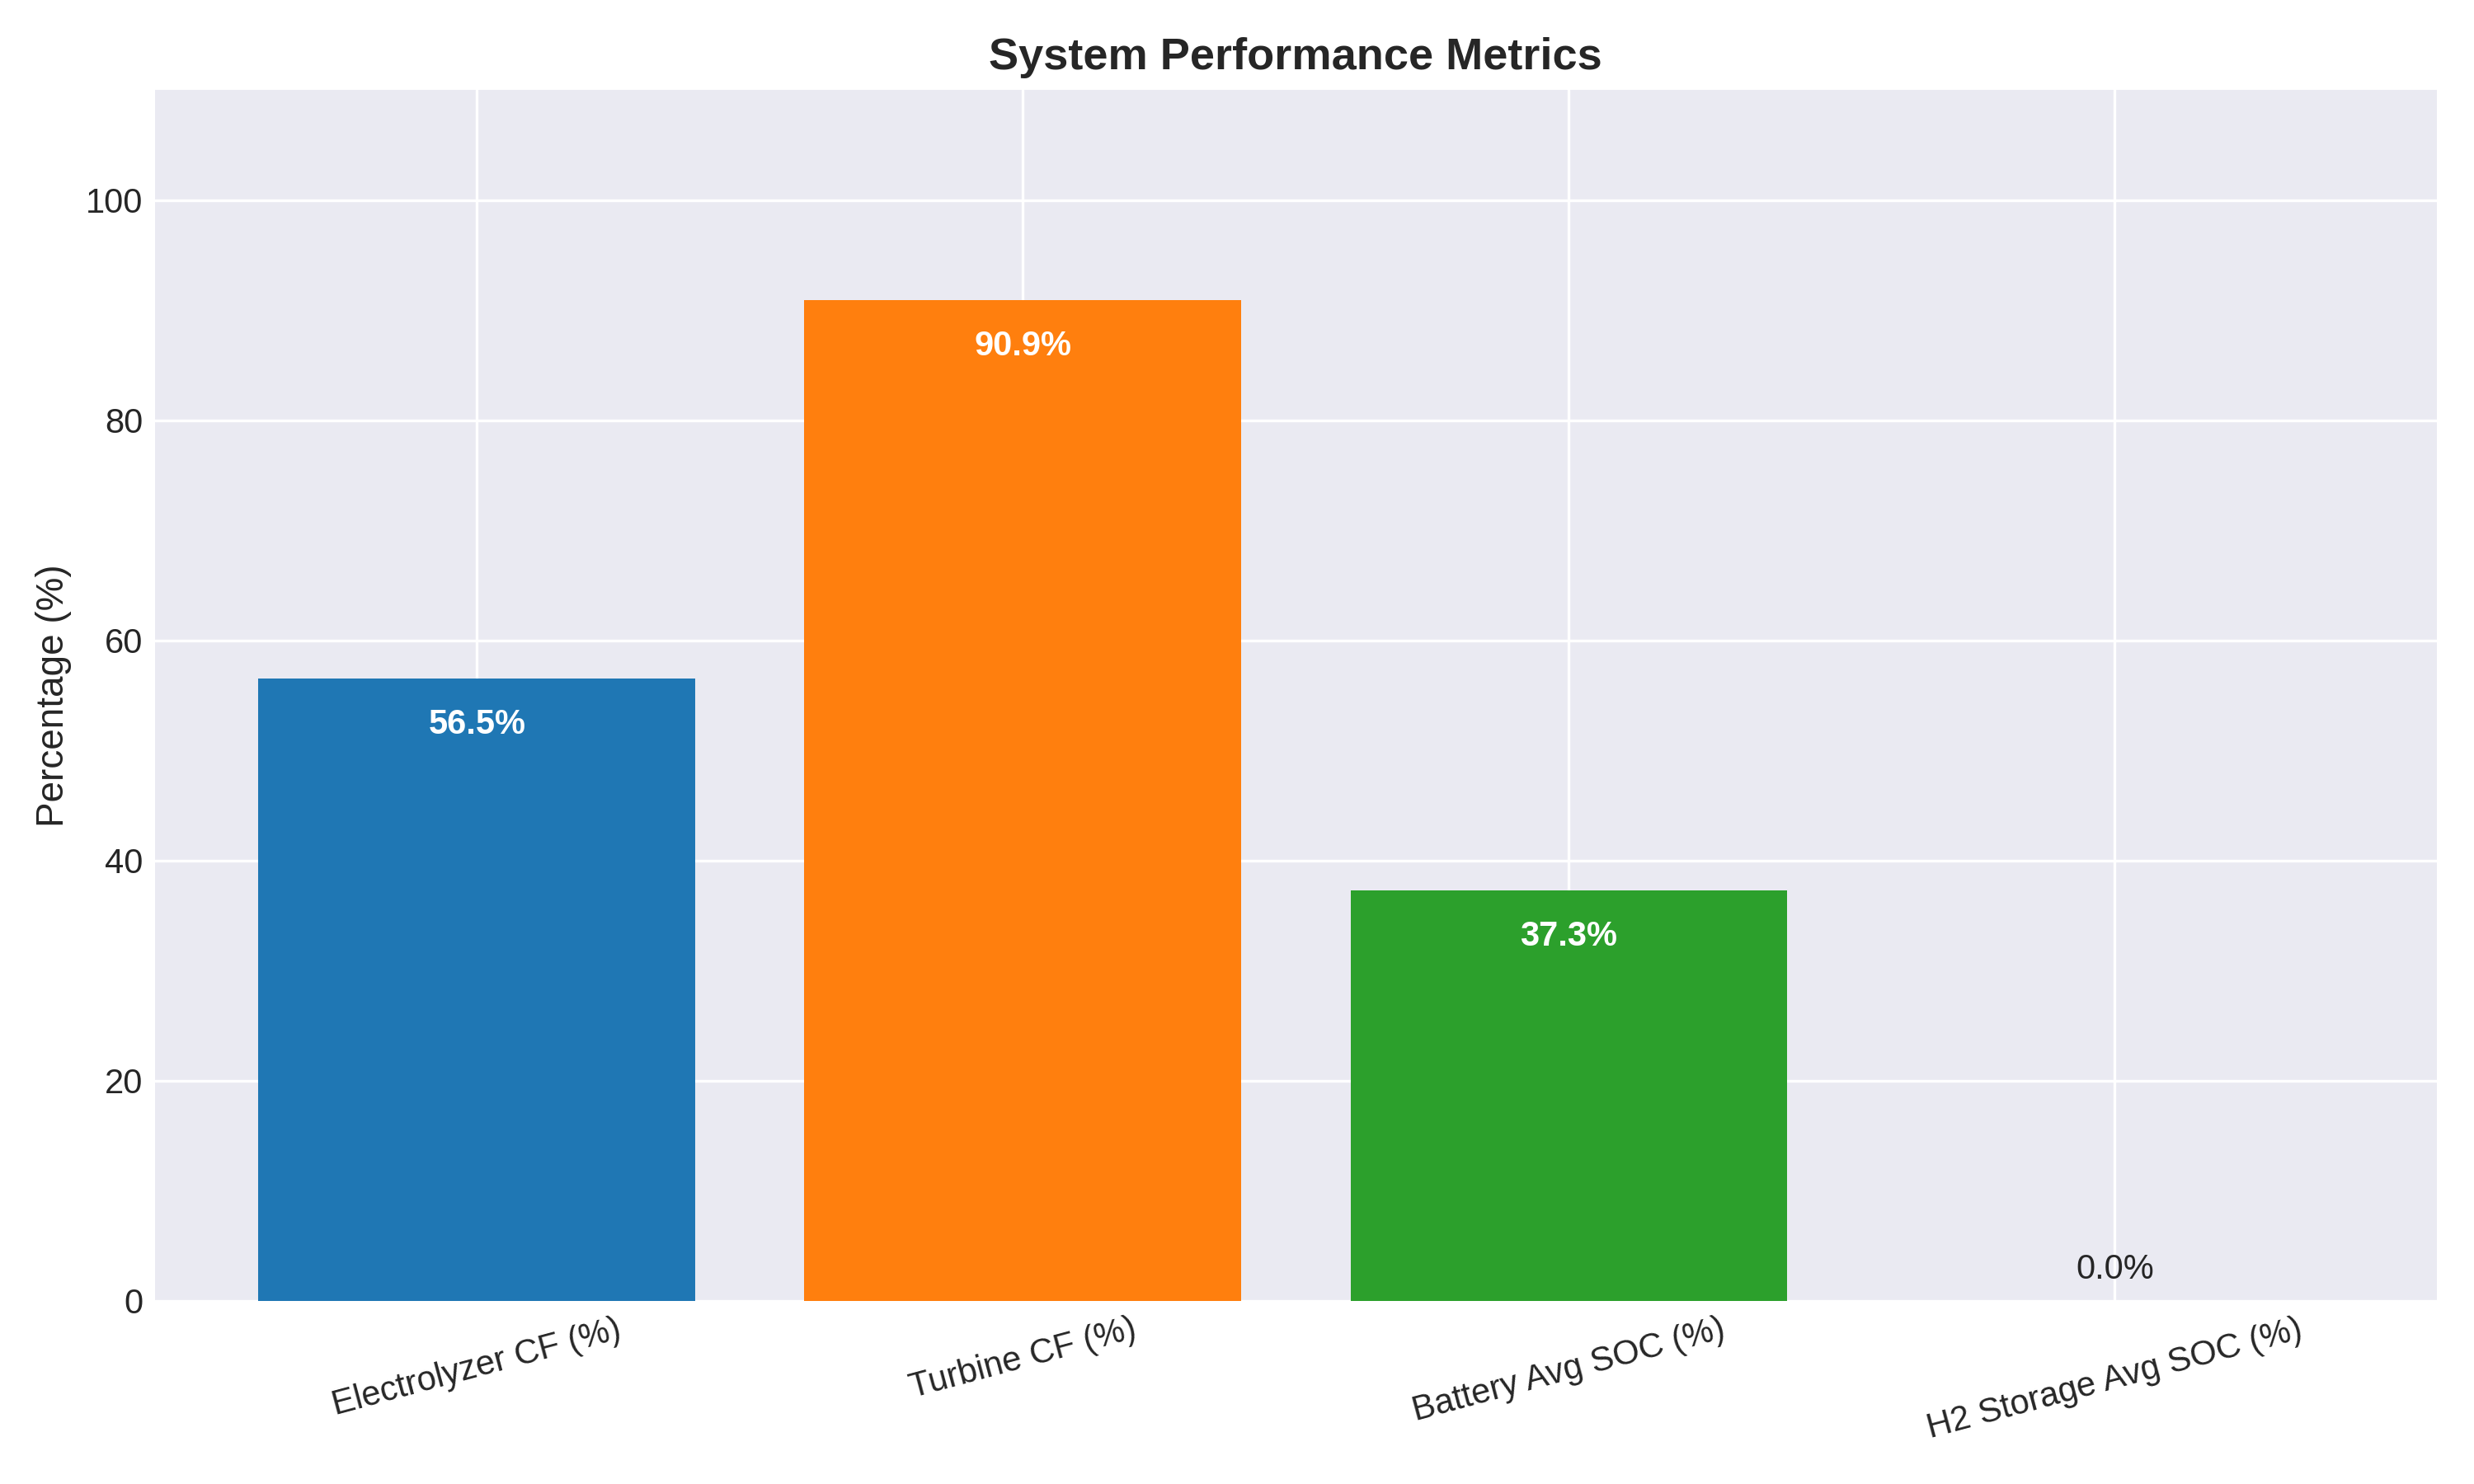 System Performance Metrics
Percentage (%)
100
80
60
40
20
0
56.5%
90.9%
37.3%
0.0%
Electrolyzer CF (%)
Turbine CF (%)
Battery Avg SOC (%)
H2 Storage Avg SOC (%)